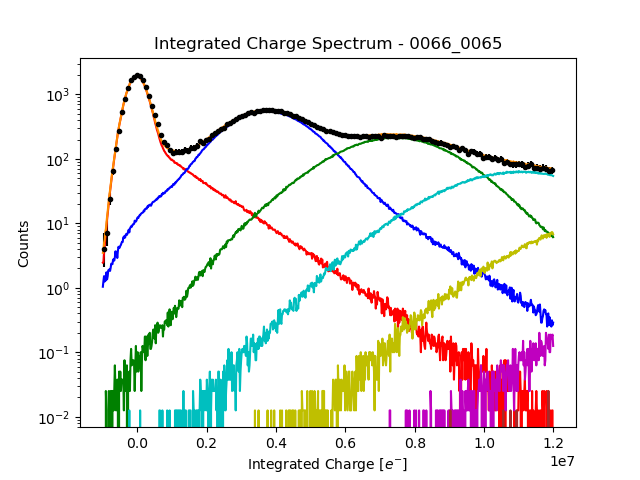 Integrated Charge Spectrum - 0066_0065
Counts
10³
10²
10¹
10⁰
10⁻¹
10⁻²
0.0 0.2 0.4 0.6 0.8 1.0 1.2
1e7
Integrated Charge [e⁻]